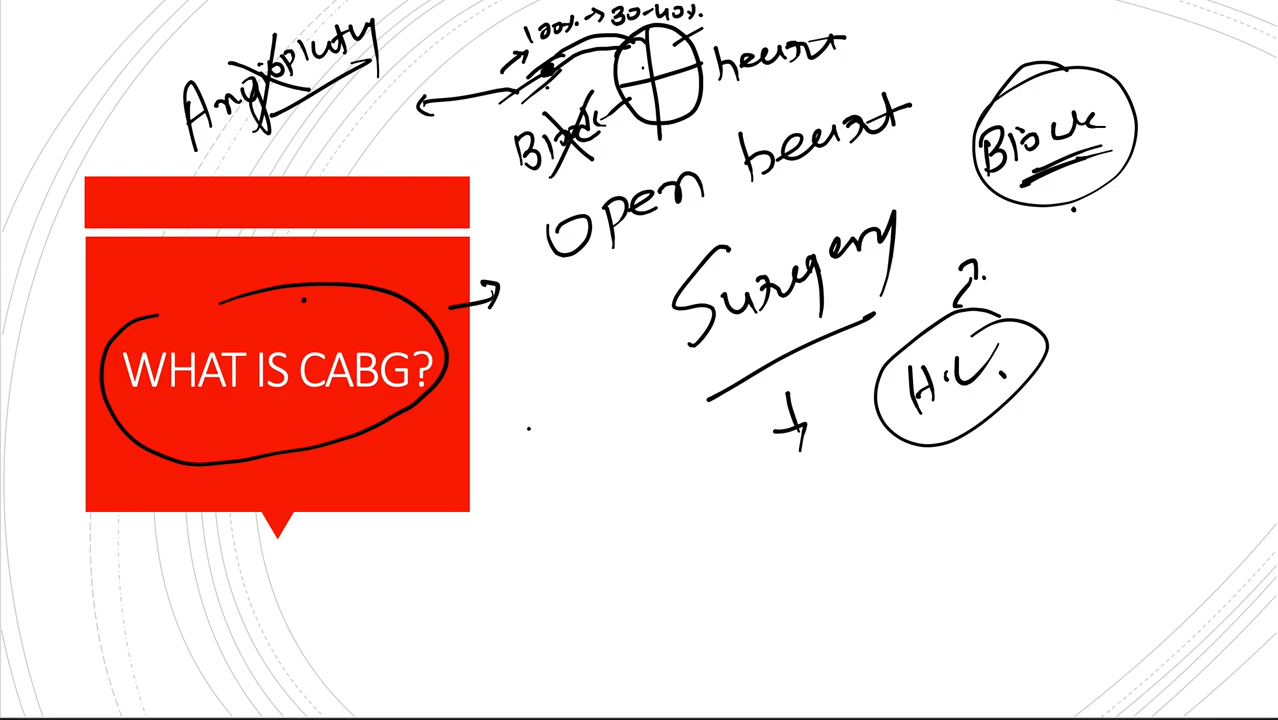 100%. → 30-40%.
Angioplasty
heart
Block
Block
open heart
Surgery
WHAT IS CABG?
H.V.